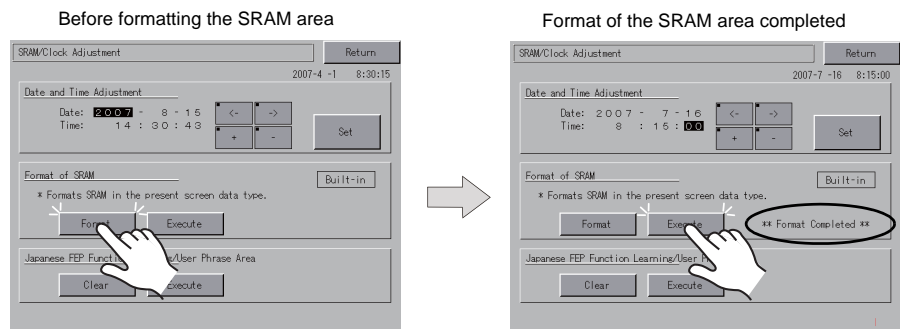 Before formatting the SRAM area
SRAM/Clock Adjustment
Return
2007-4 -1 8:30:15
Date and Time Adjustment
Date: 2007 - 8 - 15
Time: 14 : 30 : 43
<- ->
+ -
Set
Format of SRAM
Built-in
* Formats SRAM in the present screen data type.
Format Execute
Japanese FEP Function /User Phrase Area
Clear Execute
Format of the SRAM area completed
SRAM/Clock Adjustment
Return
2007-7 -16 8:15:00
Date and Time Adjustment
Date: 2007 - 7 - 16
Time: 8 : 15 : 00
<- ->
+ -
Set
Format of SRAM
Built-in
* Formats SRAM in the present screen data type.
Format Execute
** Format Completed **
Japanese FEP Function Learning/User
Clear Execute